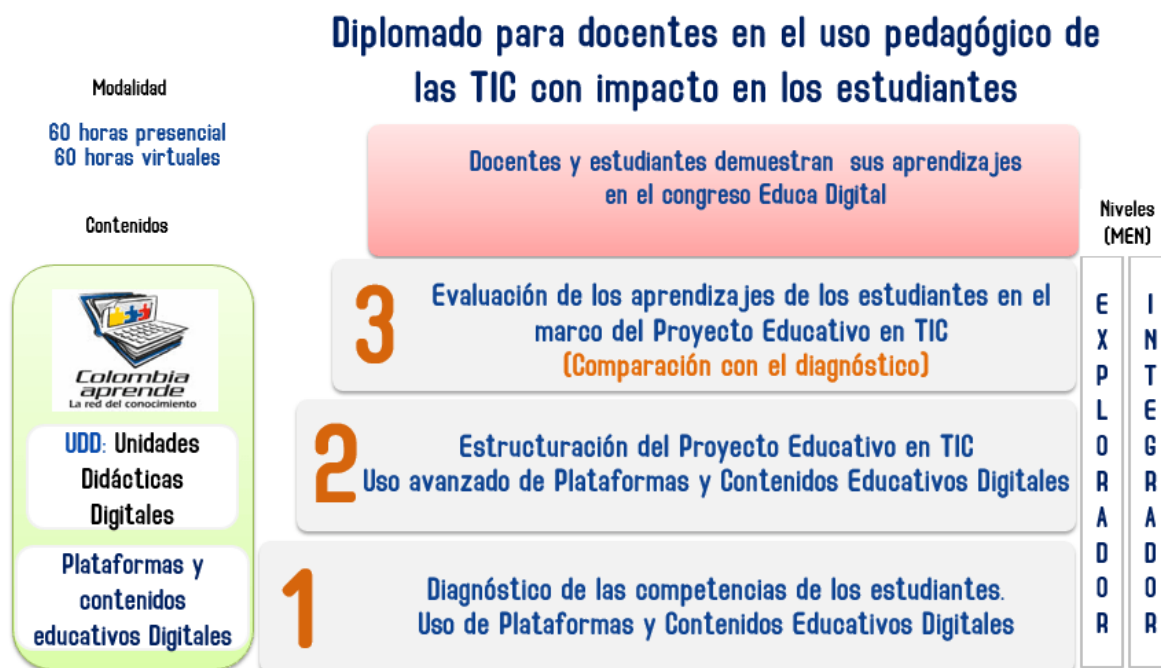 Diplomado para docentes en el uso pedagógico de
las TIC con impacto en los estudiantes
Modalidad
60 horas presencial
60 horas virtuales
Contenidos
Colombia
aprende
La red del conocimiento
UDD: Unidades
Didácticas
Digitales
Plataformas y
contenidos
educativos Digitales
Docentes y estudiantes demuestran sus aprendizajes
en el congreso Educa Digital
3
Evaluación de los aprendizajes de los estudiantes en el
marco del Proyecto Educativo en TIC
(Comparación con el diagnóstico)
2
Estructuración del Proyecto Educativo en TIC
Uso avanzado de Plataformas y Contenidos Educativos Digitales
1
Diagnóstico de las competencias de los estudiantes.
Uso de Plataformas y Contenidos Educativos Digitales
Niveles
(MEN)
EXPLORADOR
INTEGRADOR